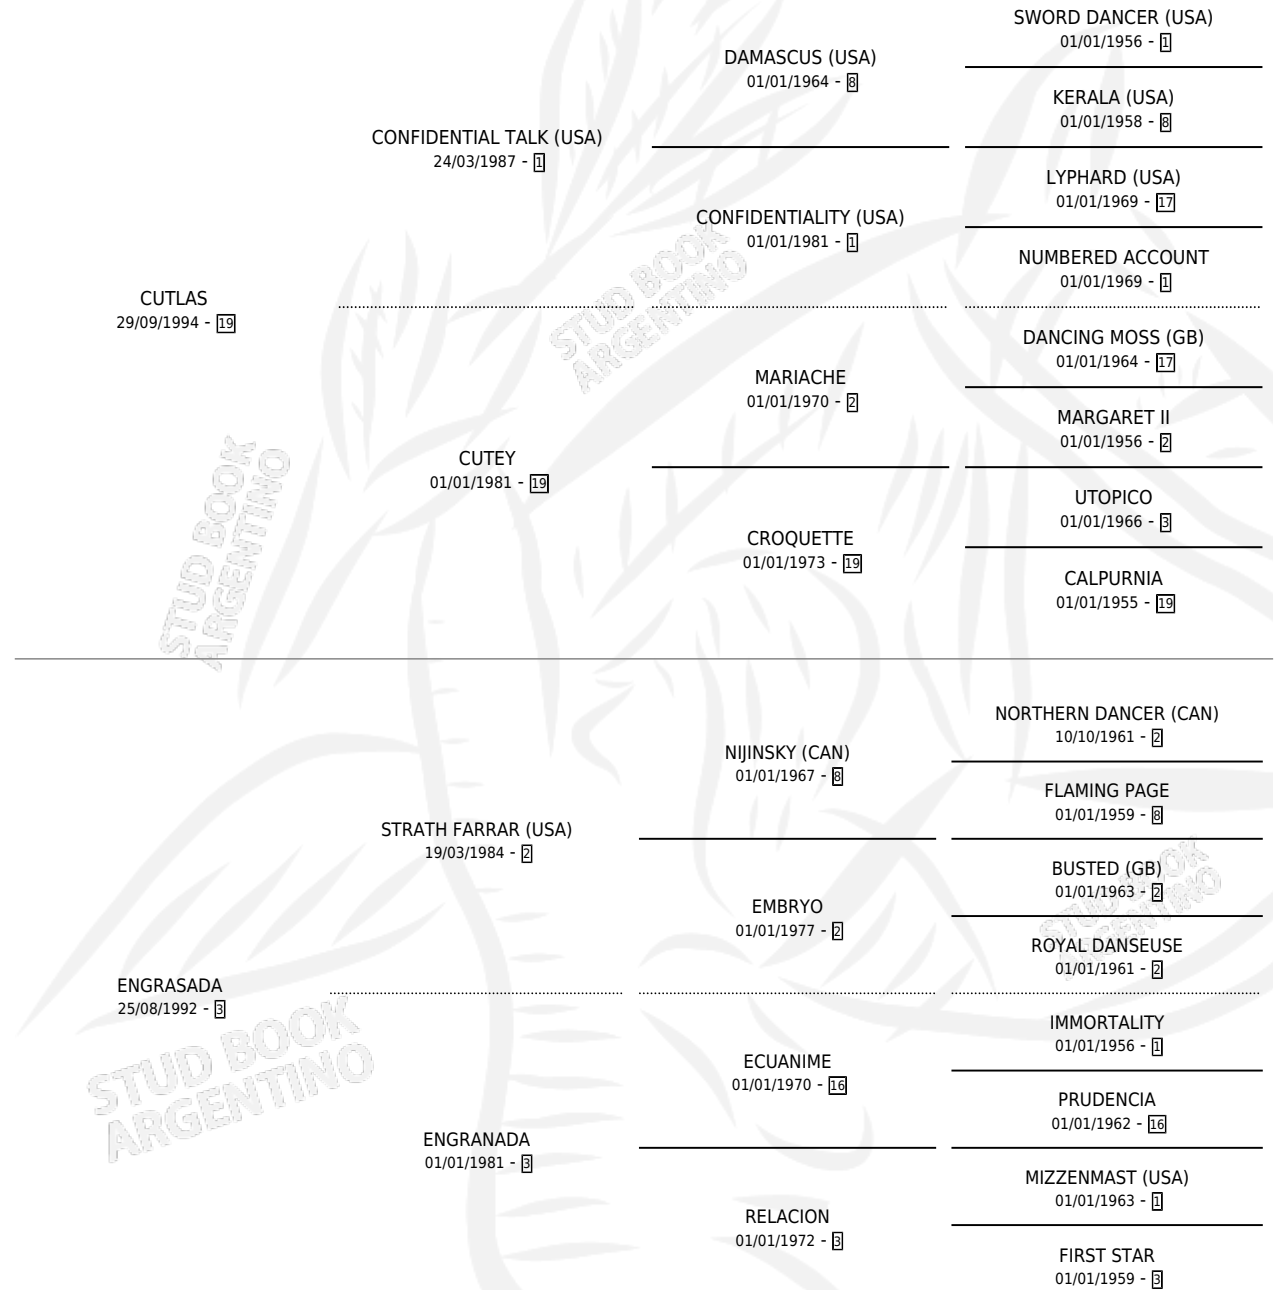 SWORD DANCER (USA)
01/01/1956 - 1
DAMASCUS (USA)
01/01/1964 - 8
KERALA (USA)
01/01/1958 - 8
CONFIDENTIAL TALK (USA)
24/03/1987 - 1
LYPHARD (USA)
01/01/1969 - 17
CONFIDENTIALITY (USA)
01/01/1981 - 1
NUMBERED ACCOUNT
01/01/1969 - 1
STUD BOOK
ARGENTINO
CUTLAS
29/09/1994 - 19
DANCING MOSS (GB)
01/01/1964 - 17
MARIACHE
01/01/1970 - 2
MARGARET II
01/01/1956 - 2
CUTEY
01/01/1981 - 19
UTOPICO
01/01/1966 - 3
CROQUETTE
01/01/1973 - 19
CALPURNIA
01/01/1955 - 19
STUD BOOK
ARGENTINO
NORTHERN DANCER (CAN)
10/10/1961 - 2
NIJINSKY (CAN)
01/01/1967 - 8
FLAMING PAGE
01/01/1959 - 8
STRATH FARRAR (USA)
19/03/1984 - 2
BUSTED (GB)
01/01/1963 - 2
EMBRYO
01/01/1977 - 2
ROYAL DANSEUSE
01/01/1961 - 2
STUD BOOK
ARGENTINO
ENGRASADA
25/08/1992 - 3
IMMORTALITY
01/01/1956 - 1
ECUANIME
01/01/1970 - 16
PRUDENCIA
01/01/1962 - 16
STUD BOOK
ARGENTINO
ENGRANADA
01/01/1981 - 3
MIZZENMAST (USA)
01/01/1963 - 1
RELACION
01/01/1972 - 3
FIRST STAR
01/01/1959 - 3